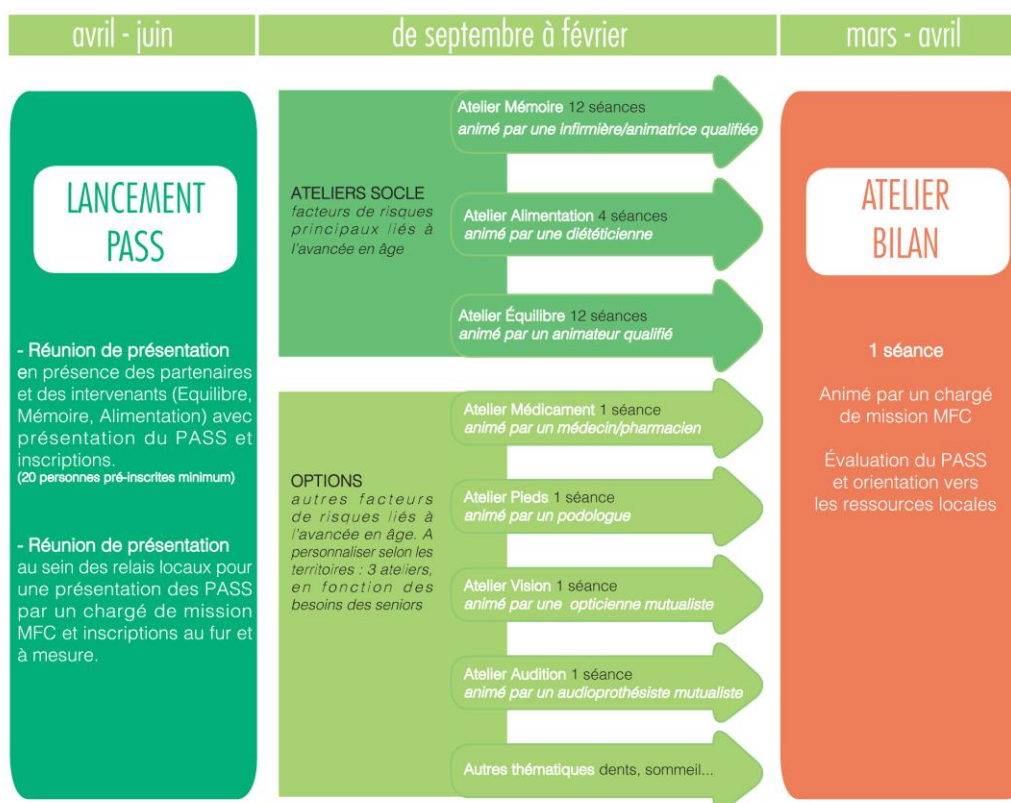 avril - juin
de septembre à février
mars - avril
LANCEMENT
PASS
- Réunion de présentation
en présence des partenaires
et des intervenants (Equilibre,
Mémoire, Alimentation) avec
présentation du PASS et
inscriptions.
(20 personnes pré-inscrites minimum)
- Réunion de présentation
au sein des relais locaux pour
une présentation des PASS
par un chargé de mission
MFC et inscriptions au fur et
à mesure.
ATELIERS SOCLE
facteurs de risques
principaux liés à
l'avancée en âge
Atelier Mémoire 12 séances
animé par une infirmière/animatrice qualifiée
Atelier Alimentation 4 séances
animé par une diététicienne
Atelier Équilibre 12 séances
animé par un animateur qualifié
OPTIONS
autres facteurs
de risques liés à
l'avancée en âge. A
personnaliser selon les
territoires : 3 ateliers,
en fonction des
besoins des seniors
Atelier Médicament 1 séance
animé par un médecin/pharmacien
Atelier Pieds 1 séance
animé par un podologue
Atelier Vision 1 séance
animé par une opticienne mutualiste
Atelier Audition 1 séance
animé par un audioprothésiste mutualiste
Autres thématiques dents, sommeil...
ATELIER
BILAN
1 séance
Animé par un chargé
de mission MFC
Évaluation du PASS
et orientation vers
les ressources locales